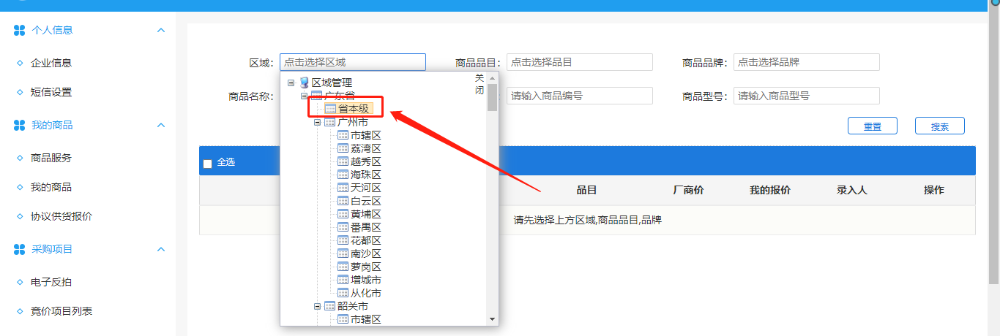 个人信息
企业信息
短信设置
我的商品
商品服务
我的商品
协议供货报价
采购项目
电子反拍
竞价项目列表
区域： 点击选择区域 商品品目： 点击选择品目 商品品牌： 点击选择品牌
商品名称： 请输入商品编号 商品型号： 请输入商品型号
重置 搜索
全选
品目 厂商价 我的报价 录入人 操作
请先选择上方区域,商品品目,品牌
关闭
区域管理
广东省
省本级
广州市
市辖区
荔湾区
越秀区
海珠区
天河区
白云区
黄埔区
番禺区
花都区
南沙区
萝岗区
增城市
从化市
韶关市
市辖区